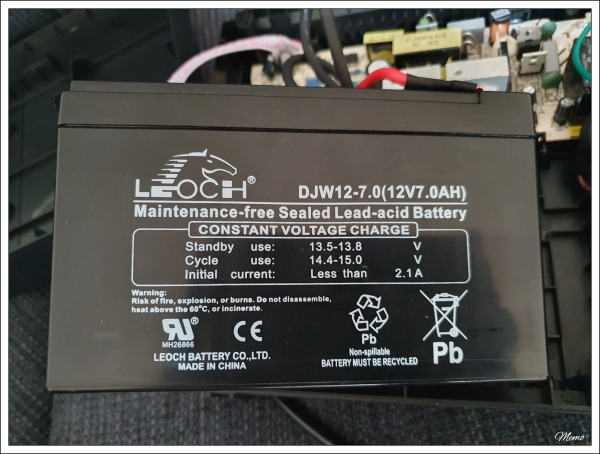 LEOCH®
DJW12-7.0(12V7.0AH)
Maintenance-free Sealed Lead-acid Battery
CONSTANT VOLTAGE CHARGE
Standby use: 13.5-13.8 V
Cycle use: 14.4-15.0 V
Initial current: Less than 2.1A
Warning:
Risk of fire, explosion, or burns. Do not disassemble,
heat above the 60°C, or incinerate.
MH26866
CE
LEOCH BATTERY CO.,LTD.
MADE IN CHINA
Pb
Non-spillable
BATTERY MUST BE RECYCLED
Pb
Memo